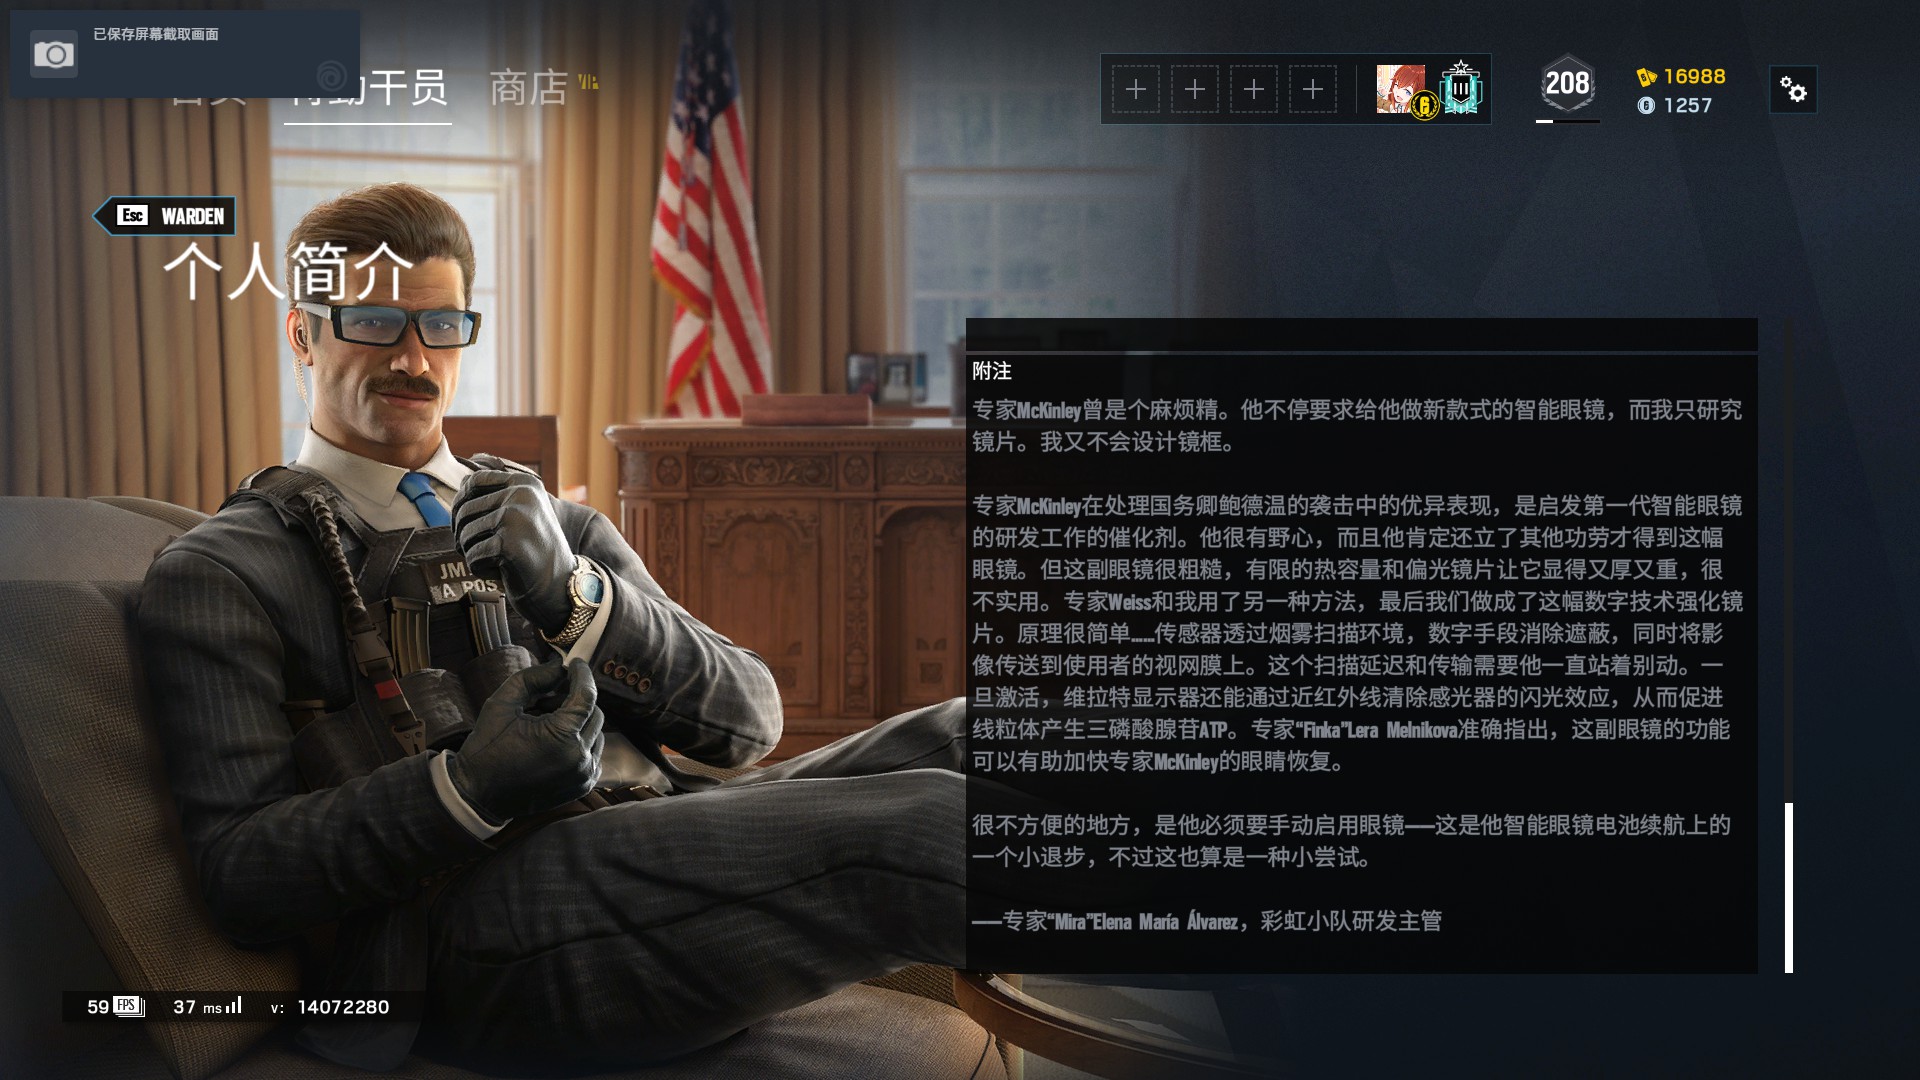 已保存屏幕截取画面
干员
商店
208
16988
1257
Esc WARDEN
个人简介
JM
A POS
附注
专家McKinley曾是个麻烦精。他不停要求给他做新款式的智能眼镜，而我只研究
镜片。我又不会设计镜框。
专家McKinley在处理国务卿鲍德温的袭击中的优异表现，是启发第一代智能眼镜
的研发工作的催化剂。他很有野心，而且他肯定还立了其他功劳才得到这幅
眼镜。但这副眼镜很粗糙，有限的热容量和偏光镜片让它显得又厚又重，很
不实用。专家Weiss和我用了另一种方法，最后我们做成了这幅数字技术强化镜
片。原理很简单……传感器透过烟雾扫描环境，数字手段消除遮蔽，同时将影
像传送到使用者的视网膜上。这个扫描延迟和传输需要他一直站着别动。一
旦激活，维拉特显示器还能通过近红外线清除感光器的闪光效应，从而促进
线粒体产生三磷酸腺苷ATP。专家“Finka”Lera Melnikova准确指出，这副眼镜的功能
可以有助加快专家McKinley的眼睛恢复。
很不方便的地方，是他必须要手动启用眼镜——这是他智能眼镜电池续航上的
一个小退步，不过这也算是一种小尝试。
——专家“Mira”Elena María Álvarez，彩虹小队研发主管
59 FPS 37 ms v: 14072280